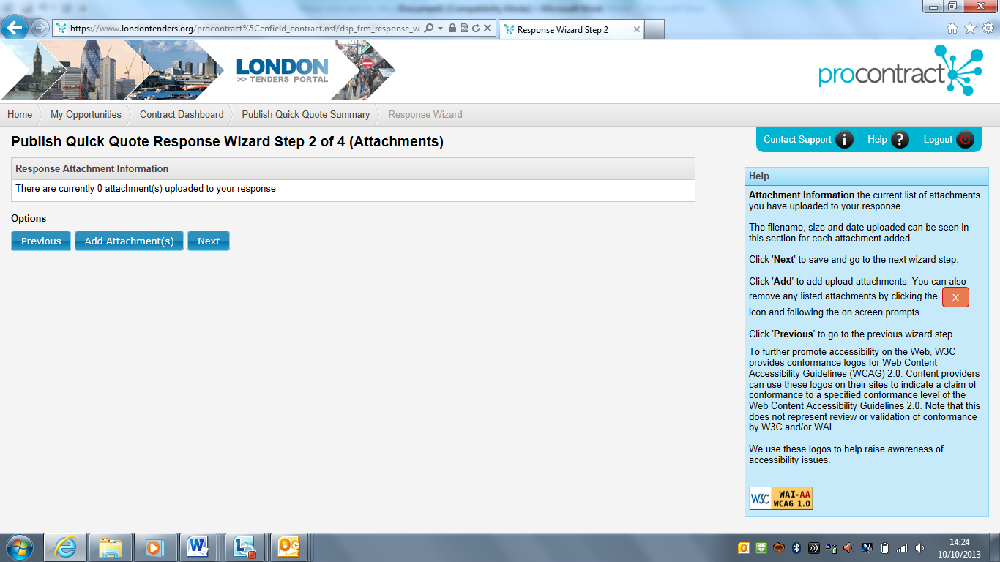 https://www.londontenders.org/procontract%5Cenfield_contract.nsf/dsp_frm_response_w
Response Wizard Step 2
LONDON
>> TENDERS PORTAL
procontract
Home
My Opportunities
Contract Dashboard
Publish Quick Quote Summary
Response Wizard
Publish Quick Quote Response Wizard Step 2 of 4 (Attachments)
Contact Support
Help
Logout
Response Attachment Information
There are currently 0 attachment(s) uploaded to your response
Options
Previous
Add Attachment(s)
Next
Help
Attachment Information the current list of attachments
you have uploaded to your response.
The filename, size and date uploaded can be seen in
this section for each attachment added.
Click 'Next' to save and go to the next wizard step.
Click 'Add' to add upload attachments. You can also
remove any listed attachments by clicking the X
icon and following the on screen prompts.
Click 'Previous' to go to the previous wizard step.
To further promote accessibility on the Web, W3C
provides conformance logos for Web Content
Accessibility Guidelines (WCAG) 2.0. Content providers
can use these logos on their sites to indicate a claim of
conformance to a specified conformance level of the
Web Content Accessibility Guidelines 2.0. Note that this
does not represent review or validation of conformance
by W3C and/or WAI.
We use these logos to help raise awareness of
accessibility issues.
W3C WAI-AA
WCAG 1.0
14:24
10/10/2013